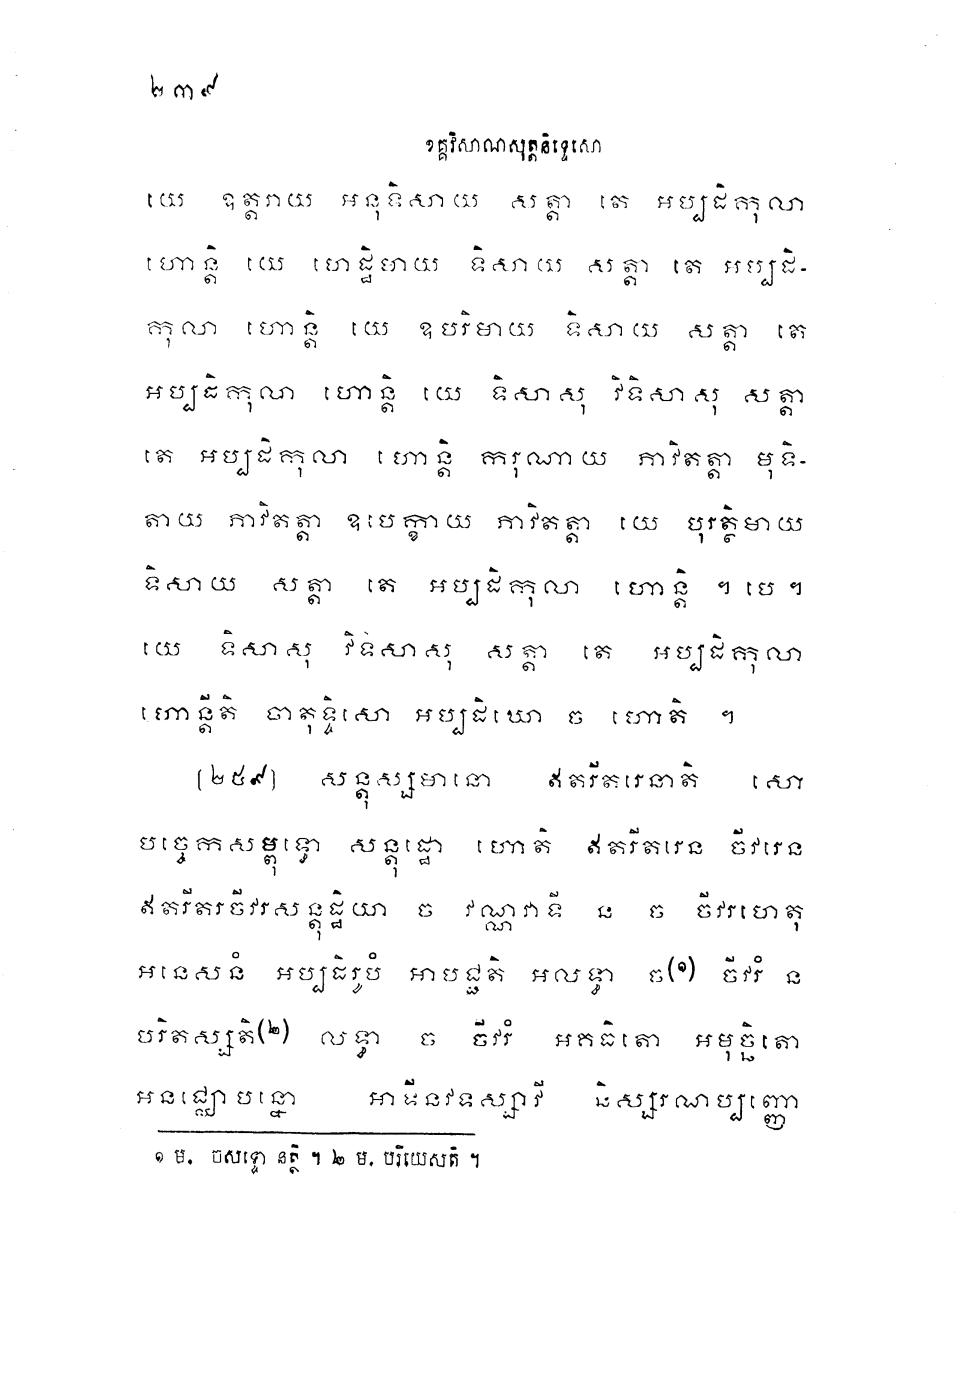 ២៣៩
ខគ្គវិសាណសុត្តនិទ្ទេសោ
យេ ឧត្តរាយ អនុទិសាយ សត្តា តេ អប្បដិកុលា
ហោន្តិ យេ ហេដ្ឋិមាយ ទិសាយ សត្តា តេ អប្បដិ-
កុលា ហោន្តិ យេ ឧបរិមាយ ទិសាយ សត្តា តេ
អប្បដិកុលា ហោន្តិ យេ ទិសាសុ វិទិសាសុ សត្តា
តេ អប្បដិកុលា ហោន្តិ ករុណាយ ភាវិតត្តា មុទិ-
តាយ ភាវិតត្តា ឧបេក្ខាយ ភាវិតត្តា យេ បុរត្ថិមាយ
ទិសាយ សត្តា តេ អប្បដិកុលា ហោន្តិ ។ បេ ។
យេ ទិសាសុ វិទិសាសុ សត្តា តេ អប្បដិកុលា
ហោន្តីតិ ចាតុទ្ទិសោ អប្បដិឃោ ច ហោតិ ។
[២៥៩] សន្តុស្សមានោ ឥតរីតរេនាតិ សោ
បច្ចេកសម្ពុទ្ធោ សន្តុដ្ឋោ ហោតិ ឥតរីតរេន ចីវរេន
ឥតរីតរចីវរសន្តុដ្ឋិយា ច វណ្ណវាទី ន ច ចីវរហេតុ
អនេសនំ អប្បដិរូបំ អាបជ្ជតិ អលទ្ធា ច(១) ចីវរំ ន
បរិតស្សតិ(២) លទ្ធា ច ចីវរំ អគធិតោ អមុច្ឆិតោ
អនជ្ឈោបន្នោ អាទីនវទស្សាវី និស្សរណប្បញ្ញោ
១ ម. ចសទ្ទោ នត្ថិ ។ ២ ម. បរិយេសតិ ។